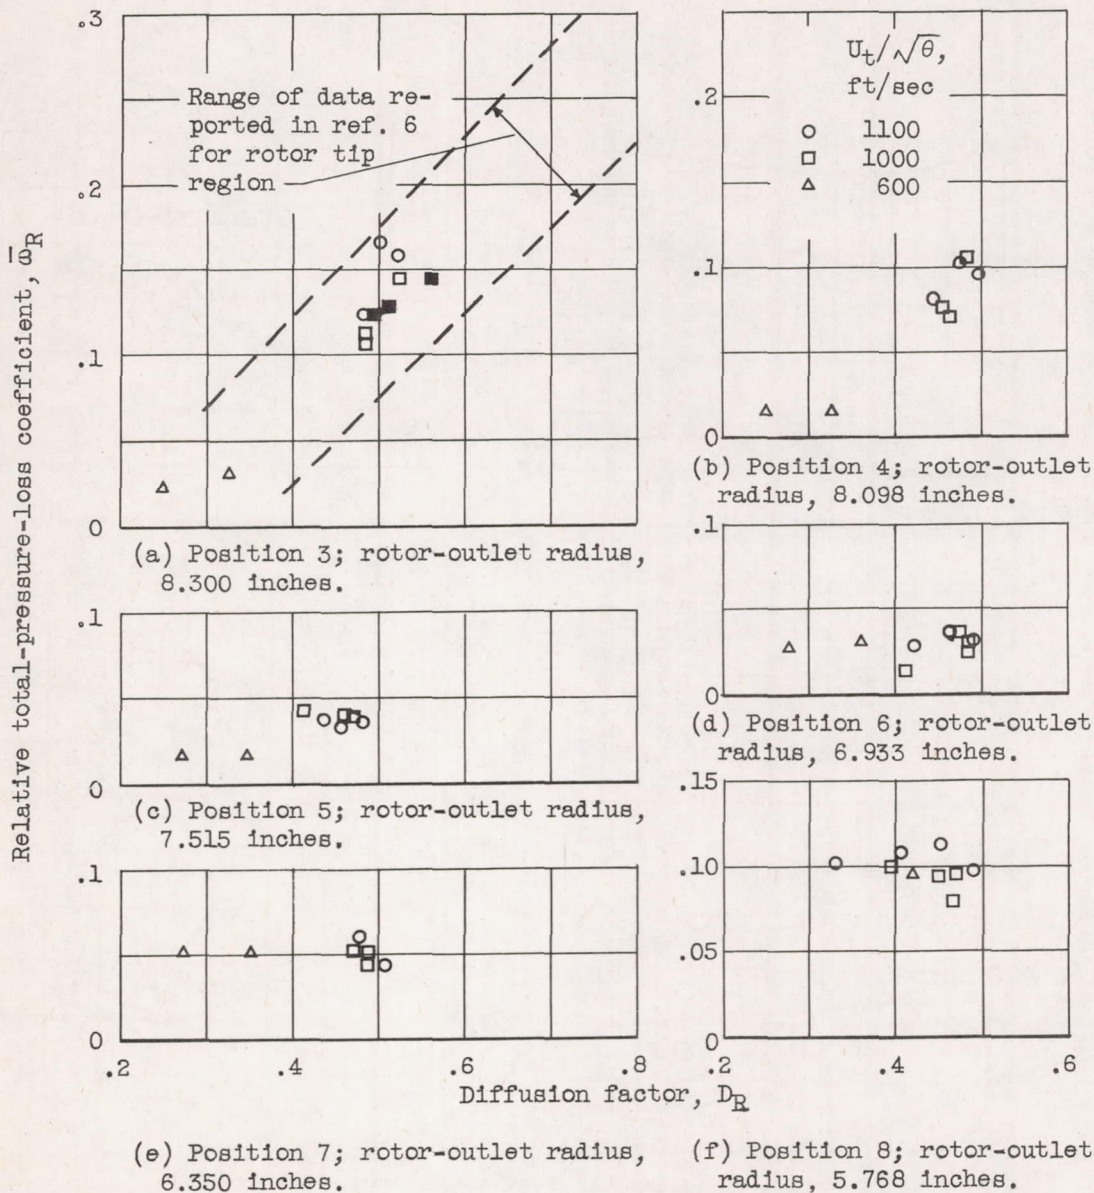 Relative total-pressure-loss coefficient, ω̄R
.3
.2
.1
0
Range of data re-
ported in ref. 6
for rotor tip
region
(a) Position 3; rotor-outlet radius,
8.300 inches.
Ut/√θ,
ft/sec
1100
1000
600
.2
.1
0
(b) Position 4; rotor-outlet
radius, 8.098 inches.
.1
0
(c) Position 5; rotor-outlet radius,
7.515 inches.
.1
0
(d) Position 6; rotor-outlet
radius, 6.933 inches.
.1
0
.2 .4 .6 .8
.15
.10
.05
0
.2 .4 .6
Diffusion factor, DR
(e) Position 7; rotor-outlet radius,
6.350 inches.
(f) Position 8; rotor-outlet
radius, 5.768 inches.